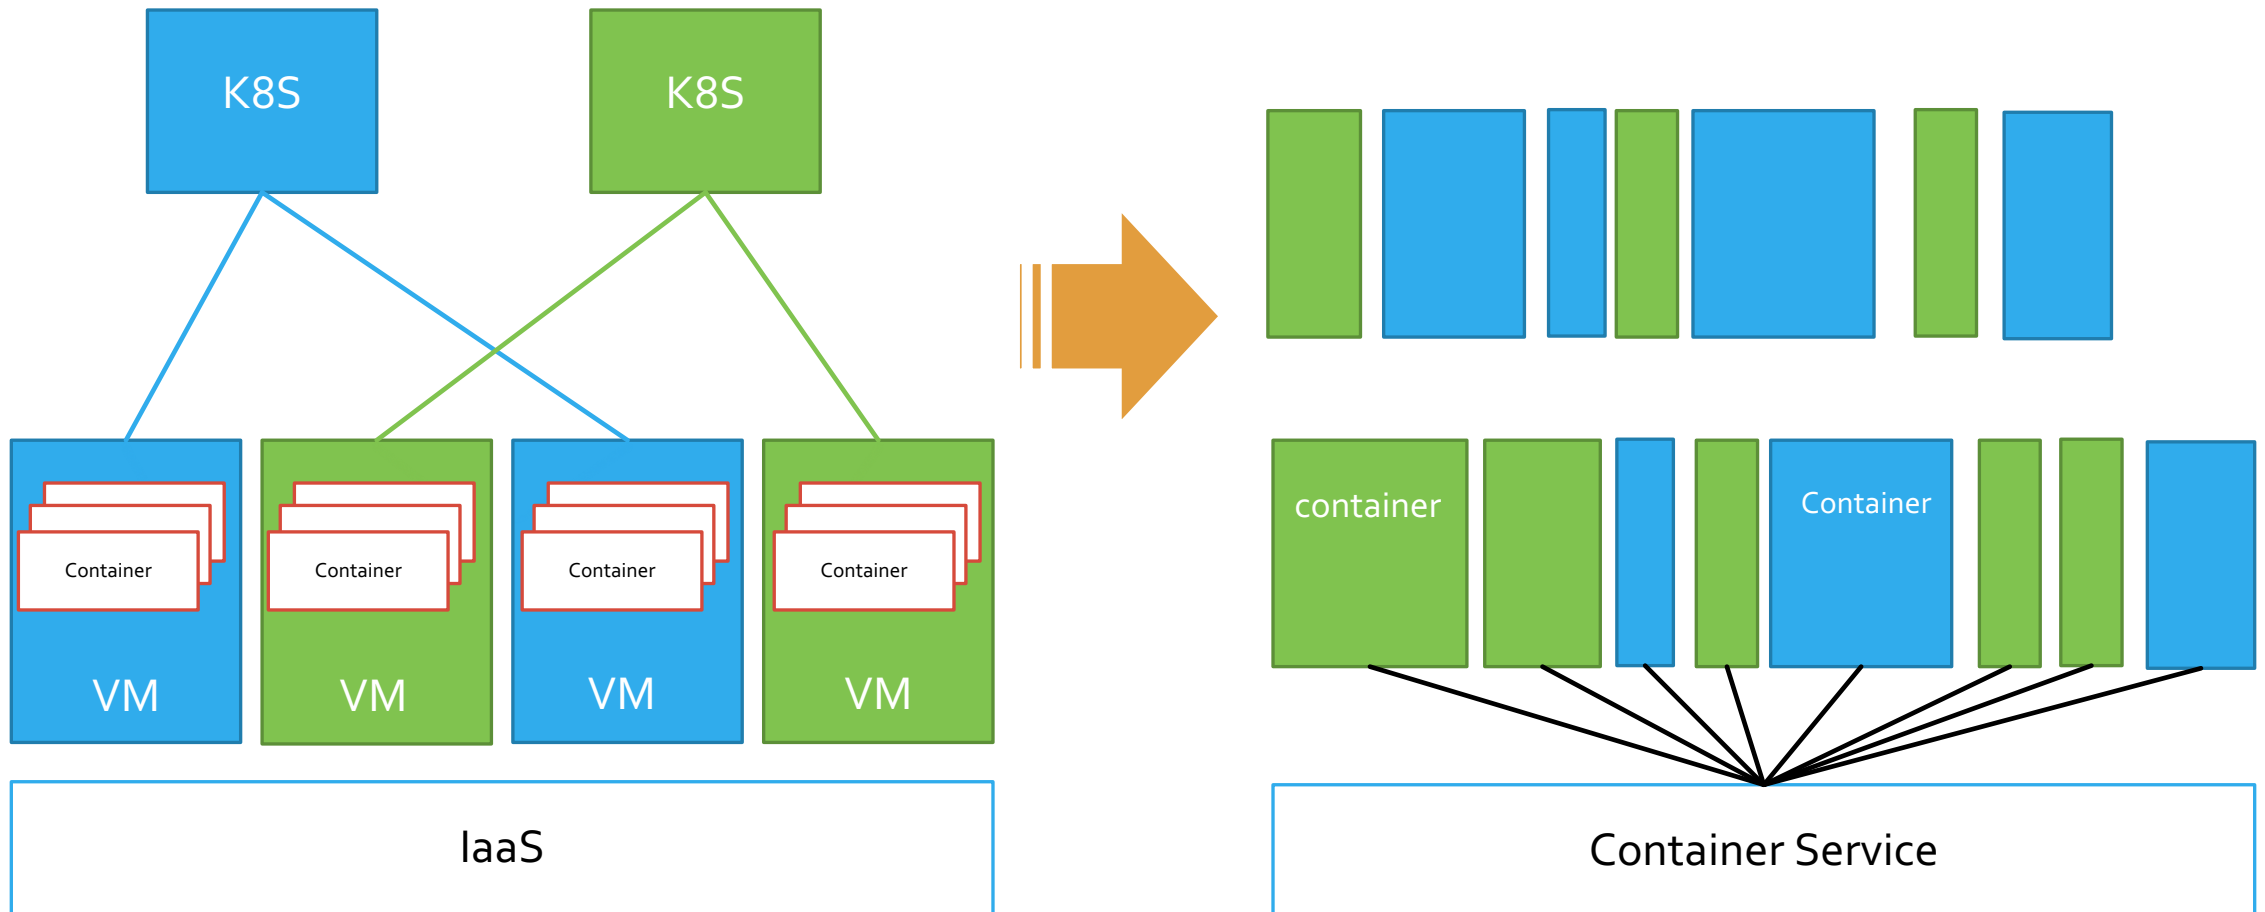 K8S
K8S
Container
Container
Container
Container
VM
VM
VM
VM
IaaS
container
Container
Container Service